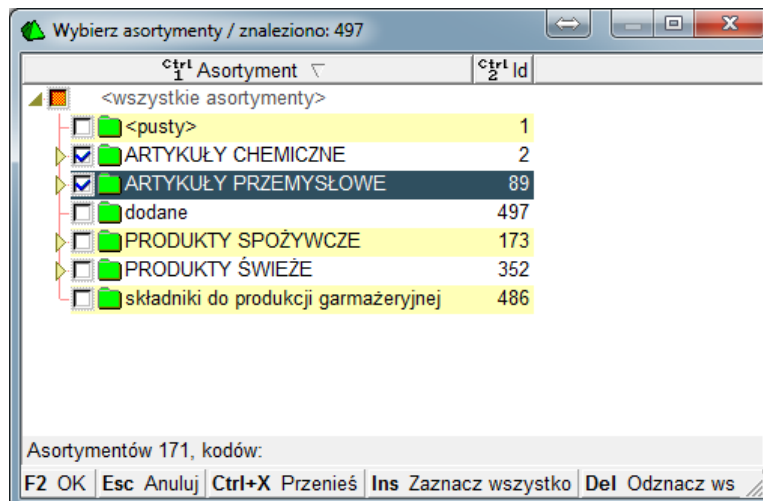 Wybierz asortymenty / znaleziono: 497
Ctrl 1 Asortyment Ctrl 2 Id
<wszystkie asortymenty>
<pusty> 1
ARTYKUŁY CHEMICZNE 2
ARTYKUŁY PRZEMYSŁOWE 89
dodane 497
PRODUKTY SPOŻYWCZE 173
PRODUKTY ŚWIEŻE 352
składniki do produkcji garmażeryjnej 486
Asortymentów 171, kodów:
F2 OK Esc Anuluj Ctrl+X Przenieś Ins Zaznacz wszystko Del Odznacz ws